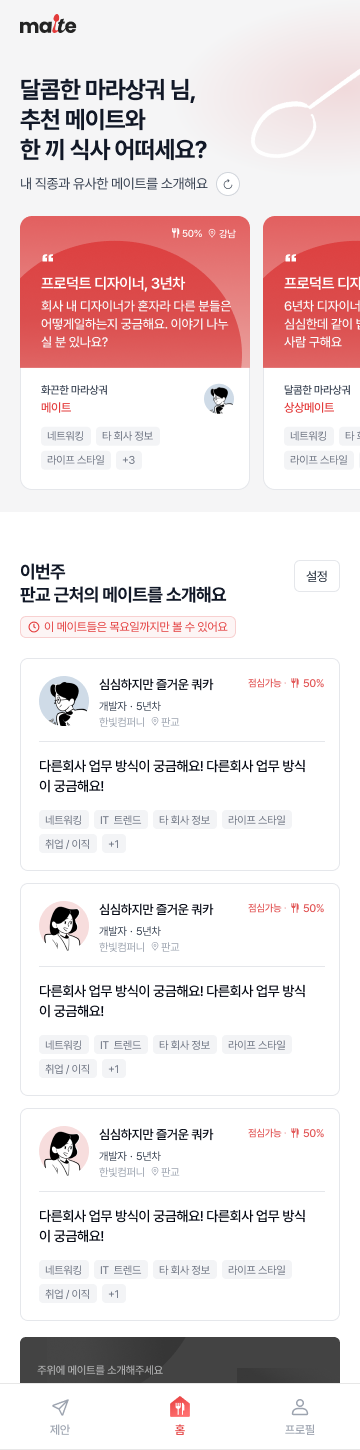 maite
달콤한 마라상궈 님,
추천 메이트와
한 끼 식사 어떠세요?
내 직종과 유사한 메이트를 소개해요
50% 강남
프로덕트 디자이너, 3년차
회사 내 디자이너가 혼자라 다른 분들은
어떻게일하는지 궁금해요. 이야기 나누
실 분 있나요?
화끈한 마라상궈
메이트
네트워킹 타 회사 정보
라이프 스타일 +3
프로덕트 디자
6년차 디자이너
심심한데 같이
사람 구해요
달콤한 마라상궈
상상메이트
네트워킹 타
라이프 스타일
이번주
판교 근처의 메이트를 소개해요
설정
이 메이트들은 목요일까지만 볼 수 있어요
심심하지만 즐거운 쿼카
점심가능 · 50%
개발자 · 5년차
한빛컴퍼니 판교
다른회사 업무 방식이 궁금해요! 다른회사 업무 방식
이 궁금해요!
네트워킹 IT 트렌드 타 회사 정보 라이프 스타일
취업 / 이직 +1
심심하지만 즐거운 쿼카
점심가능 · 50%
개발자 · 5년차
한빛컴퍼니 판교
다른회사 업무 방식이 궁금해요! 다른회사 업무 방식
이 궁금해요!
네트워킹 IT 트렌드 타 회사 정보 라이프 스타일
취업 / 이직 +1
심심하지만 즐거운 쿼카
점심가능 · 50%
개발자 · 5년차
한빛컴퍼니 판교
다른회사 업무 방식이 궁금해요! 다른회사 업무 방식
이 궁금해요!
네트워킹 IT 트렌드 타 회사 정보 라이프 스타일
취업 / 이직 +1
주위에 메이트를 소개해주세요
제안 홈 프로필